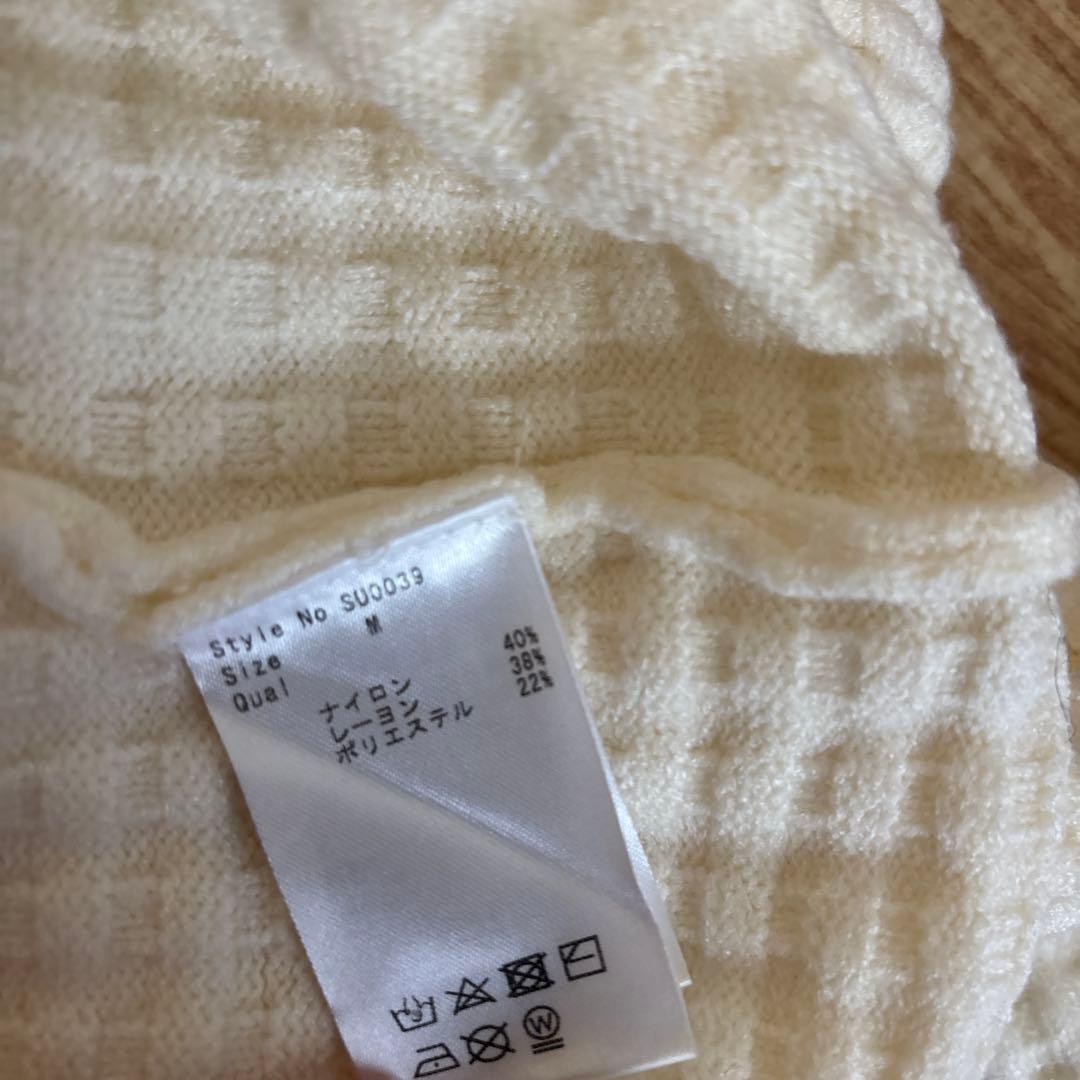 Style No SU0039
Size M
Qual
ナイロン 40%
レーヨン 38%
ポリエステル 22%
W